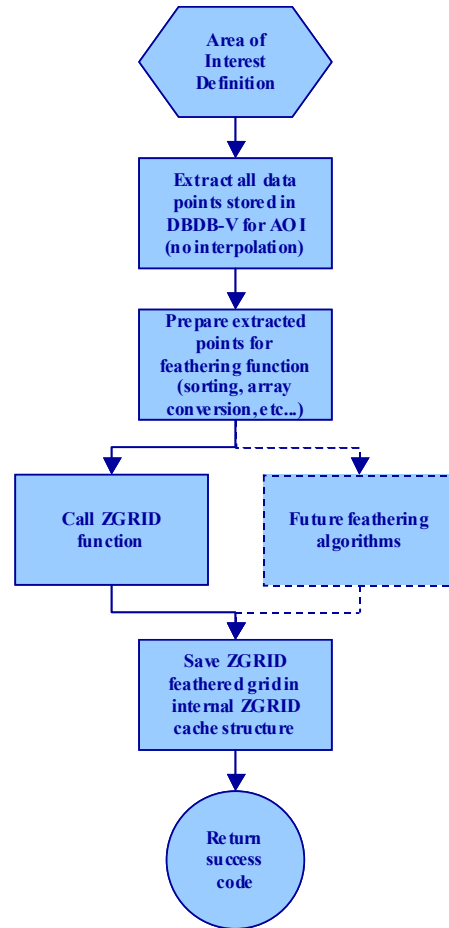 Area of
Interest
Definition
Extract all data
points stored in
DBDB-V for AOI
(no interpolation)
Prepare extracted
points for
feathering function
(sorting, array
conversion, etc...)
Call ZGRID
function
Future feathering
algorithms
Save ZGRID
feathered grid in
internal ZGRID
cache structure
Return
success
code